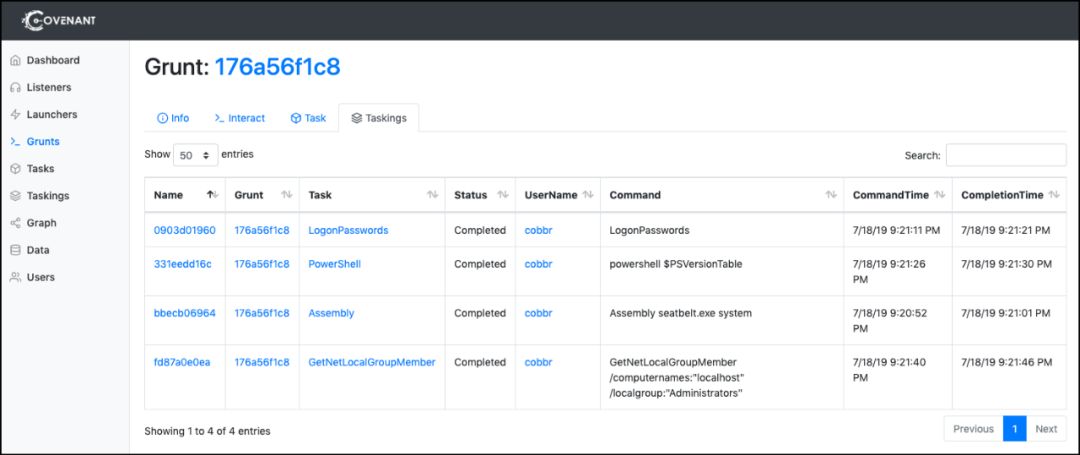 COVENANT
Dashboard
Listeners
Launchers
Grunts
Tasks
Taskings
Graph
Data
Users
Grunt: 176a56f1c8
Info Interact Task Taskings
Show 50 entries Search:
Name Grunt Task Status UserName Command CommandTime CompletionTime
0903d01960 176a56f1c8 LogonPasswords Completed cobbr LogonPasswords 7/18/19 9:21:11 PM 7/18/19 9:21:21 PM
331eedd16c 176a56f1c8 PowerShell Completed cobbr powershell $PSVersionTable 7/18/19 9:21:26 7/18/19 9:21:30 PM
PM
bbecb06964 176a56f1c8 Assembly Completed cobbr Assembly seatbelt.exe system 7/18/19 9:20:52 7/18/19 9:21:01 PM
PM
fd87a0e0ea 176a56f1c8 GetNetLocalGroupMember Completed cobbr GetNetLocalGroupMember 7/18/19 9:21:40 7/18/19 9:21:46 PM
/computernames:"localhost" PM
/localgroup:"Administrators"
Showing 1 to 4 of 4 entries
Previous 1 Next